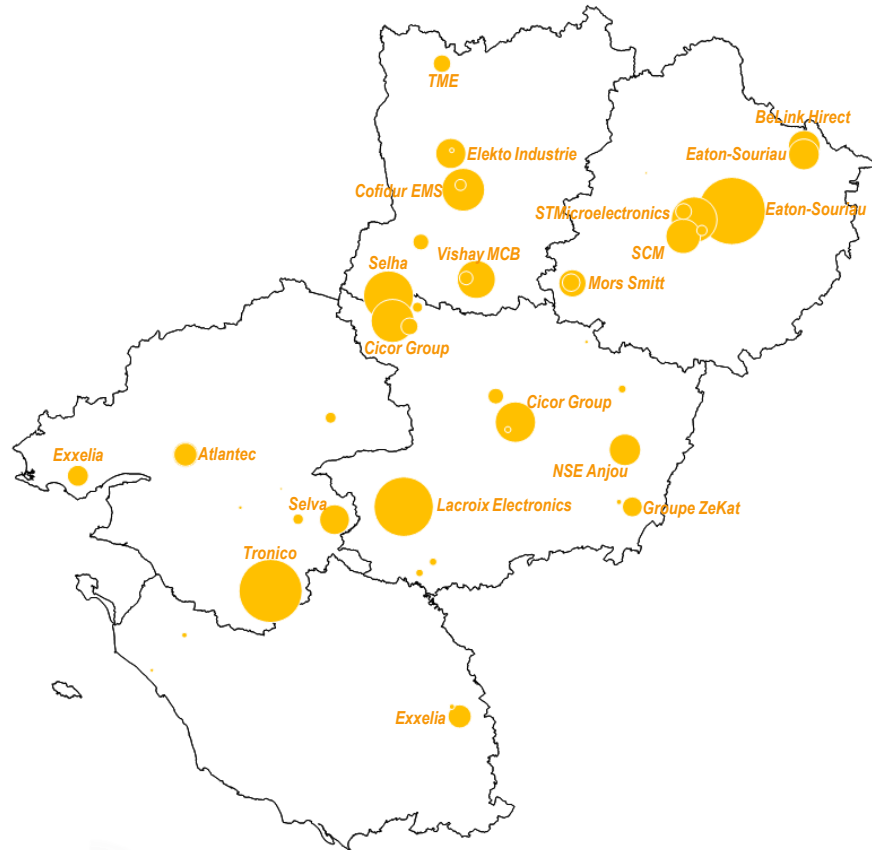 TME
BeLink Hirect
Elekto Industrie
Eaton-Souriau
Cofidur EMS
STMicroelectronics
Eaton-Souriau
SCM
Vishay MCB
Selha
Mors Smitt
Cicor Group
Cicor Group
Exxelia
Atlantec
NSE Anjou
Selva
Lacroix Electronics
Groupe ZeKat
Tronico
Exxelia